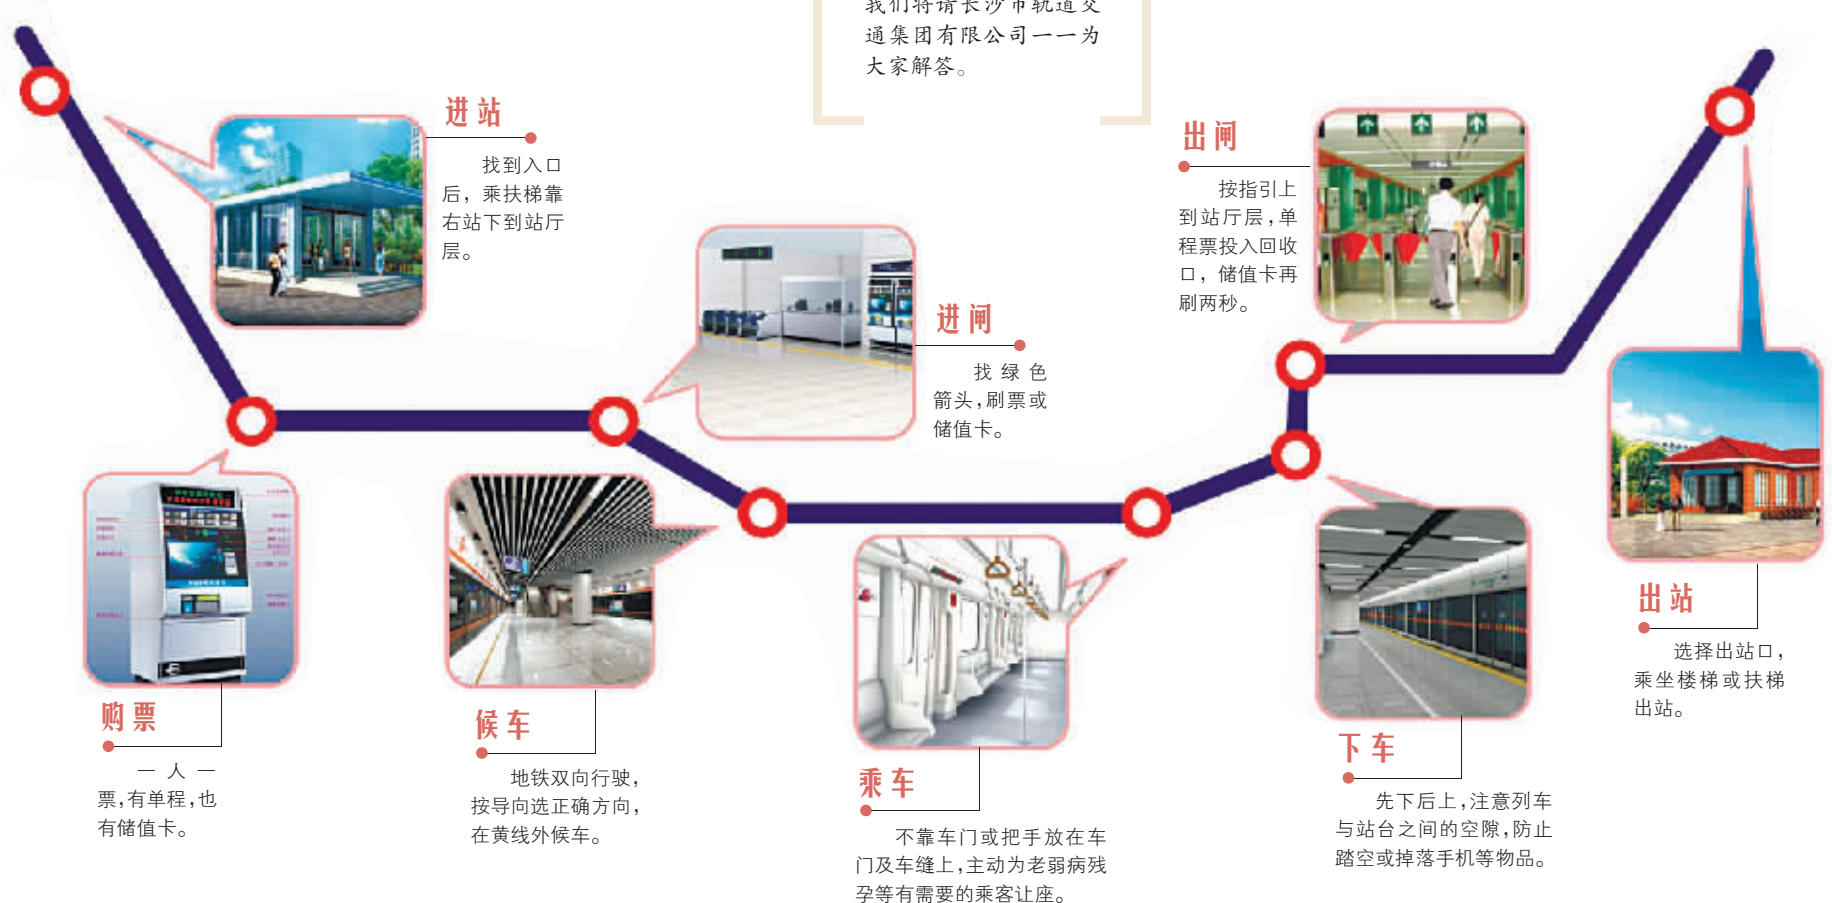 我们将请长沙市轨道交
通集团有限公司一一为
大家解答。
进站
找到入口
后，乘扶梯靠
右站下到站厅
层。
购票
一人一
票,有单程,也
有储值卡。
进闸
找绿色
箭头,刷票或
储值卡。
候车
地铁双向行驶,
按导向选正确方向,
在黄线外候车。
乘车
不靠车门或把手放在车
门及车缝上,主动为老弱病残
孕等有需要的乘客让座。
下车
先下后上,注意列车
与站台之间的空隙,防止
踏空或掉落手机等物品。
出闸
按指引上
到站厅层,单
程票投入回收
口，储值卡再
刷两秒。
出站
选择出站口,
乘坐楼梯或扶梯
出站。